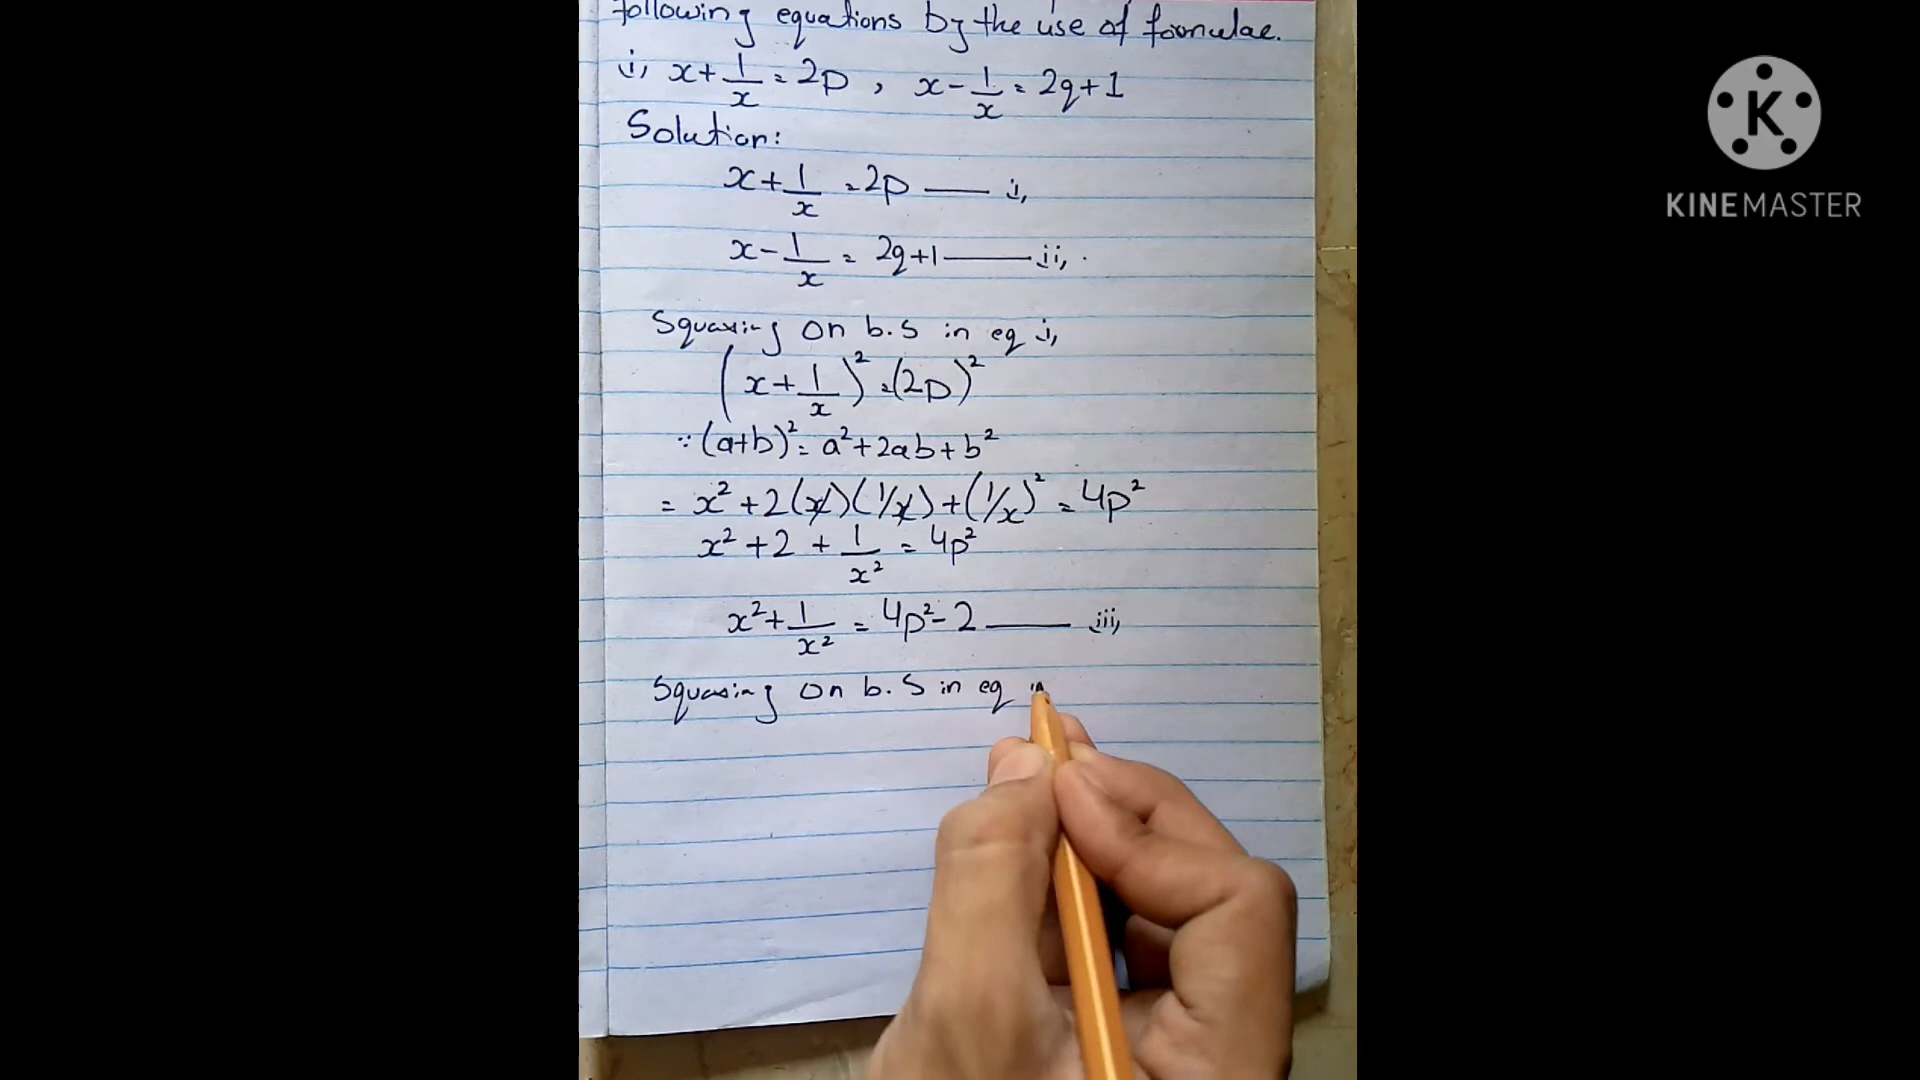 following equations by the use of formulae.
i, x+1/x = 2p , x-1/x = 2q+1
Solution:
x+1/x = 2p —— i,
x-1/x = 2q+1 —— ii, .
Squaring on b.s in eq i,
(x+1/x)² = (2p)²
∵ (a+b)² = a²+2ab+b²
= x²+2(x)(1/x)+(1/x)² = 4p²
x²+2+1/x² = 4p²
x²+1/x² = 4p²-2 —— iii,
Squaring on b.s in eq
K
KINEMASTER